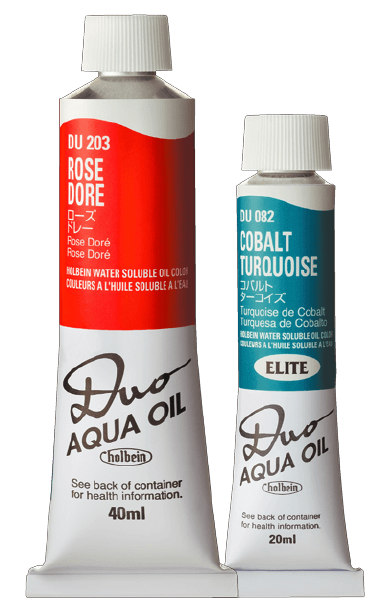 DU 203
ROSE
DORE
ローズ
ドレー
Rose Doré
Rose Doré
HOLBEIN WATER SOLUBLE OIL COLOR
COULEURS A L'HUILE SOLUBLE A L'EAU
Duo
AQUA OIL
holbein
See back of container
for health information.
40ml
DU 082
COBALT
TURQUOISE
コバルト
ターコイズ
Turquoise de Cobalt
Turquesa de Cobalto
HOLBEIN WATER SOLUBLE OIL COLOR
COULEURS A L'HUILE SOLUBLE A L'EAU
ELITE
Duo
AQUA OIL
holbein
See back of container
for health information.
20ml